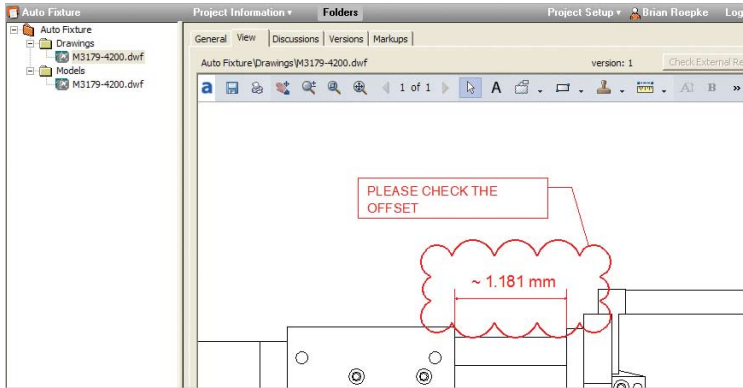 Auto Fixture
Project Information
Folders
Project Setup
Brian Roepke
Auto Fixture
Drawings
M3179-4200.dwf
Models
M3179-4200.dwf
General View Discussions Versions Markups
Auto Fixture\Drawings\M3179-4200.dwf
version: 1
Check External
a 1 of 1 A AI B »
PLEASE CHECK THE
OFFSET
~ 1.181 mm